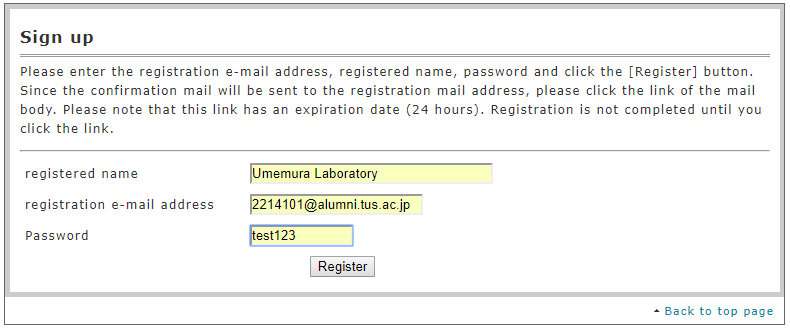 Sign up
Please enter the registration e-mail address, registered name, password and click the [Register] button.
Since the confirmation mail will be sent to the registration mail address, please click the link of the mail
body. Please note that this link has an expiration date (24 hours). Registration is not completed until you
click the link.
registered name Umemura Laboratory
registration e-mail address 2214101@alumni.tus.ac.jp
Password test123
Register
Back to top page